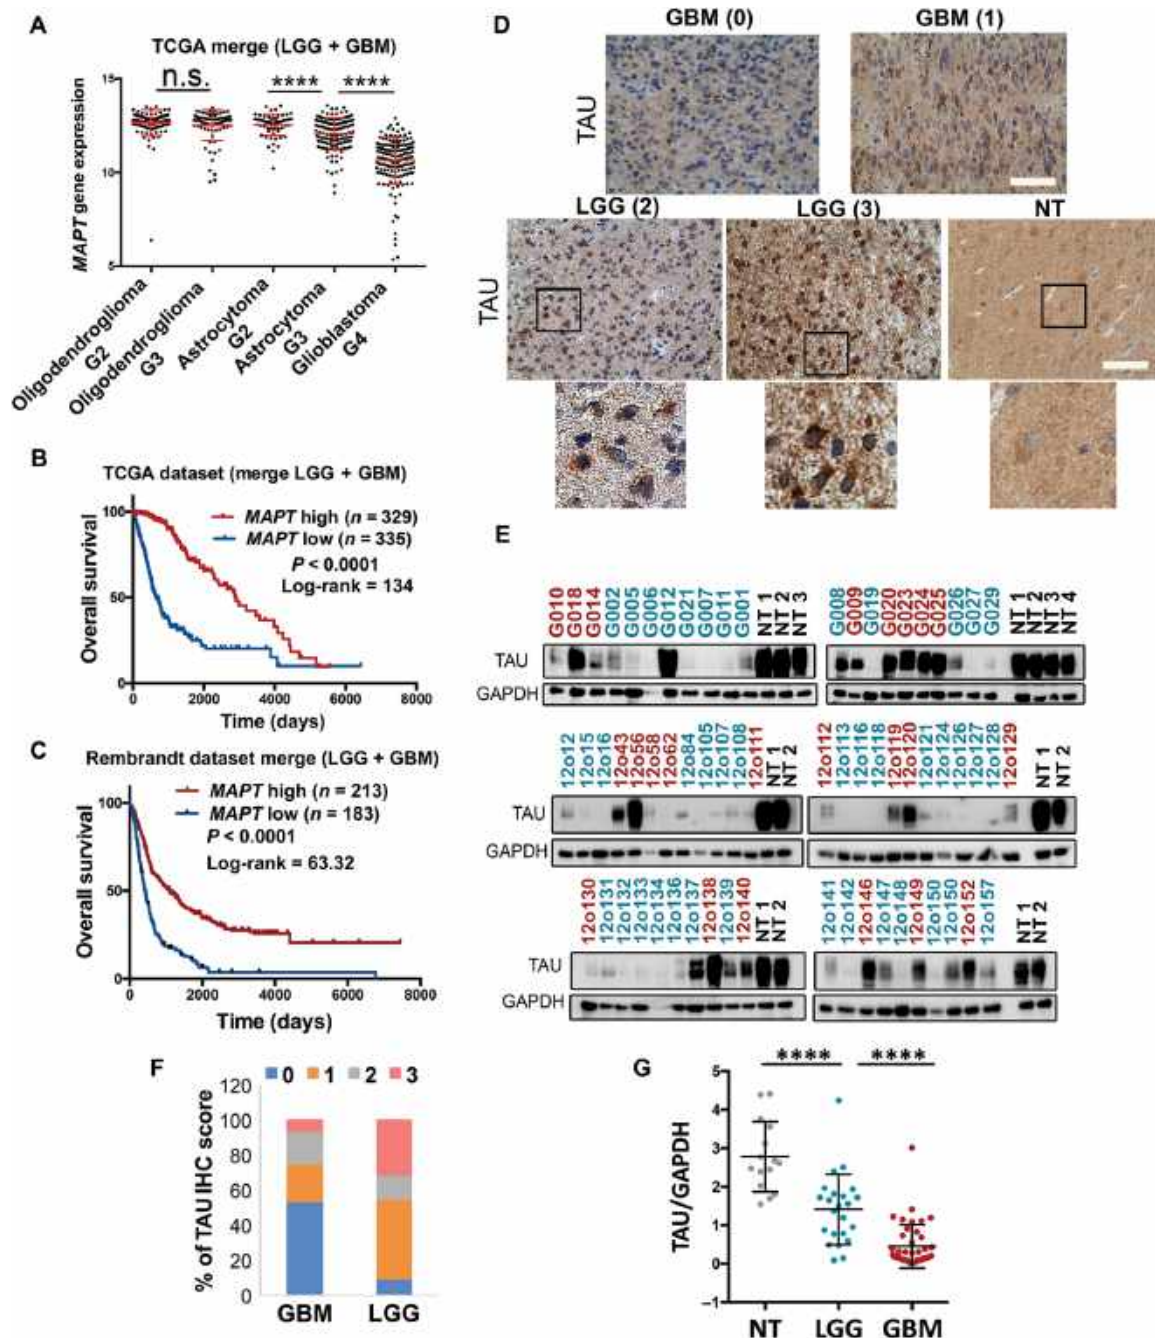 A
TCGA merge (LGG + GBM)
n.s.
****
****
15
10
5
MAPT gene expression
Oligodendroglioma
G2
Oligodendroglioma
G3
Astrocytoma
G2
Astrocytoma
G3
Glioblastoma
G4
B
TCGA dataset (merge LGG + GBM)
MAPT high (n = 329)
MAPT low (n = 335)
P < 0.0001
Log-rank = 134
Overall survival
100
50
0
0 2000 4000 6000 8000
Time (days)
C
Rembrandt dataset merge (LGG + GBM)
MAPT high (n = 213)
MAPT low (n = 183)
P < 0.0001
Log-rank = 63.32
Overall survival
100
50
0
0 2000 4000 6000 8000
Time (days)
D
GBM (0) GBM (1)
TAU
LGG (2) LGG (3) NT
TAU
E
G010 G018 G014 G002 G005 G006 G012 G021 G007 G011 G001 NT 1 NT 2 NT 3
TAU
GAPDH
G008 G009 G019 G020 G023 G024 G025 G026 G027 G029 NT 1 NT 2 NT 3 NT 4
12o12 12o15 12o16 12o43 12o56 12o58 12o62 12o84 12o105 12o107 12o108 12o111 NT 1 NT 2
TAU
GAPDH
12o112 12o113 12o116 12o118 12o119 12o120 12o121 12o124 12o126 12o127 12o128 12o129 NT 1 NT 2
12o130 12o131 12o132 12o133 12o134 12o136 12o137 12o138 12o139 12o140 NT 1 NT 2
TAU
GAPDH
12o141 12o142 12o146 12o147 12o148 12o149 12o150 12o150 12o152 12o157 NT 1 NT 2
F
0 1 2 3
120
100
80
60
40
20
0
% of TAU IHC score
GBM LGG
G
****
****
5
4
3
2
1
0
–1
TAU/GAPDH
NT LGG GBM